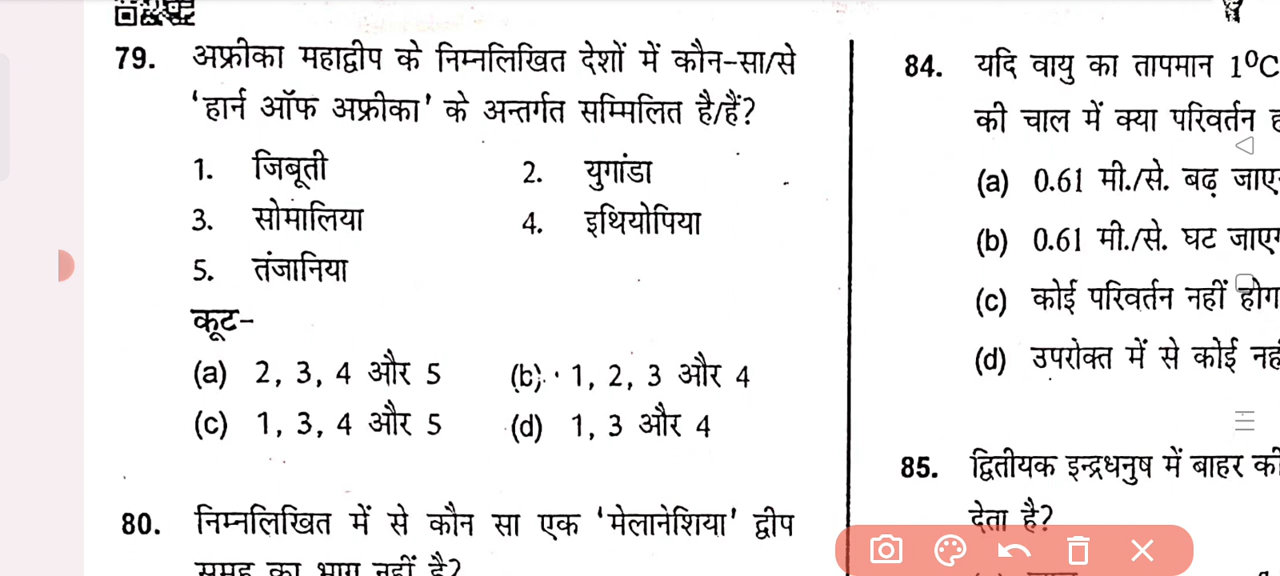 79. अफ्रीका महाद्वीप के निम्नलिखित देशों में कौन-सा/से
'हार्न ऑफ अफ्रीका' के अन्तर्गत सम्मिलित है/हैं?
1. जिबूती 2. युगांडा
3. सोमालिया 4. इथियोपिया
5. तंजानिया
कूट-
(a) 2, 3, 4 और 5 (b) 1, 2, 3 और 4
(c) 1, 3, 4 और 5 (d) 1, 3 और 4
80. निम्नलिखित में से कौन सा एक 'मेलानेशिया' द्वीप
समूह का भाग नहीं है?
84. यदि वायु का तापमान 1⁰C
की चाल में क्या परिवर्तन
(a) 0.61 मी./से. बढ़
(b) 0.61 मी./से. घट
(c) कोई परिवर्तन नहीं
(d) उपरोक्त में से कोई
85. द्वितीयक इन्द्रधनुष में बाहर
देता है?